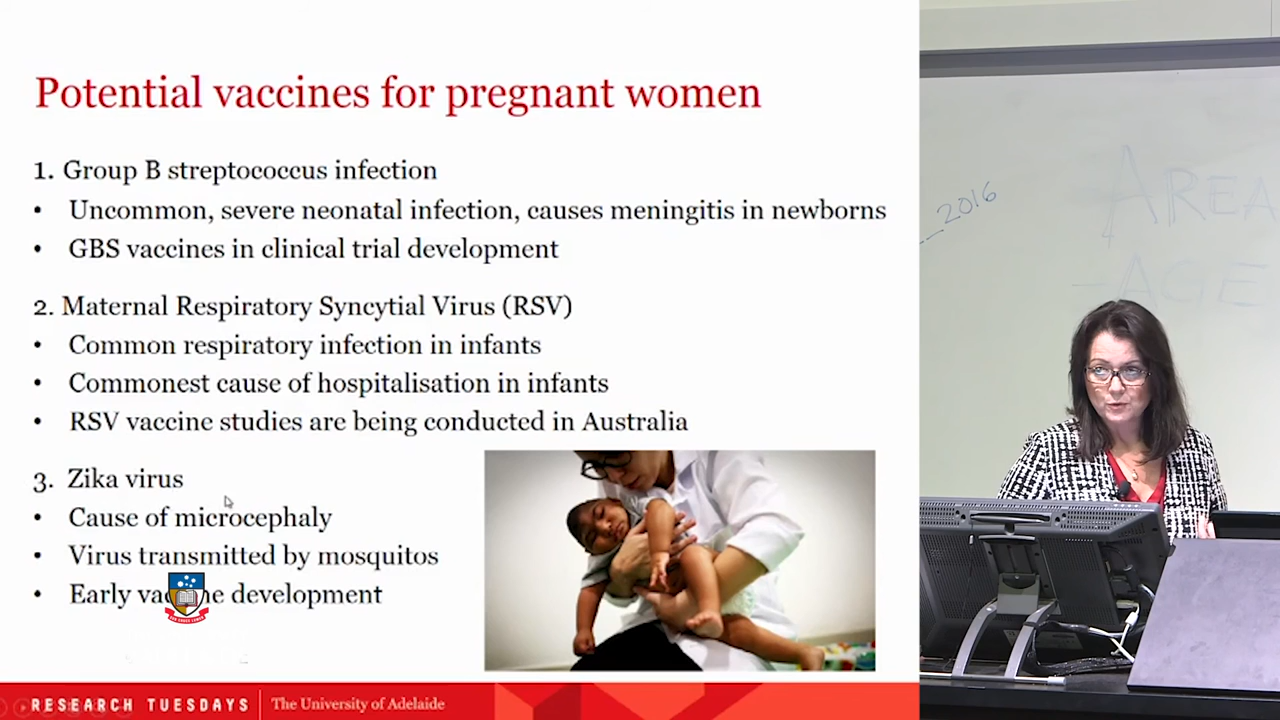 Potential vaccines for pregnant women
1. Group B streptococcus infection
• Uncommon, severe neonatal infection, causes meningitis in newborns
• GBS vaccines in clinical trial development
2. Maternal Respiratory Syncytial Virus (RSV)
• Common respiratory infection in infants
• Commonest cause of hospitalisation in infants
• RSV vaccine studies are being conducted in Australia
3. Zika virus
• Cause of microcephaly
• Virus transmitted by mosquitos
• Early vaccine development
RESEARCH TUESDAYS
The University of Adelaide
2016
AREA
-AGE